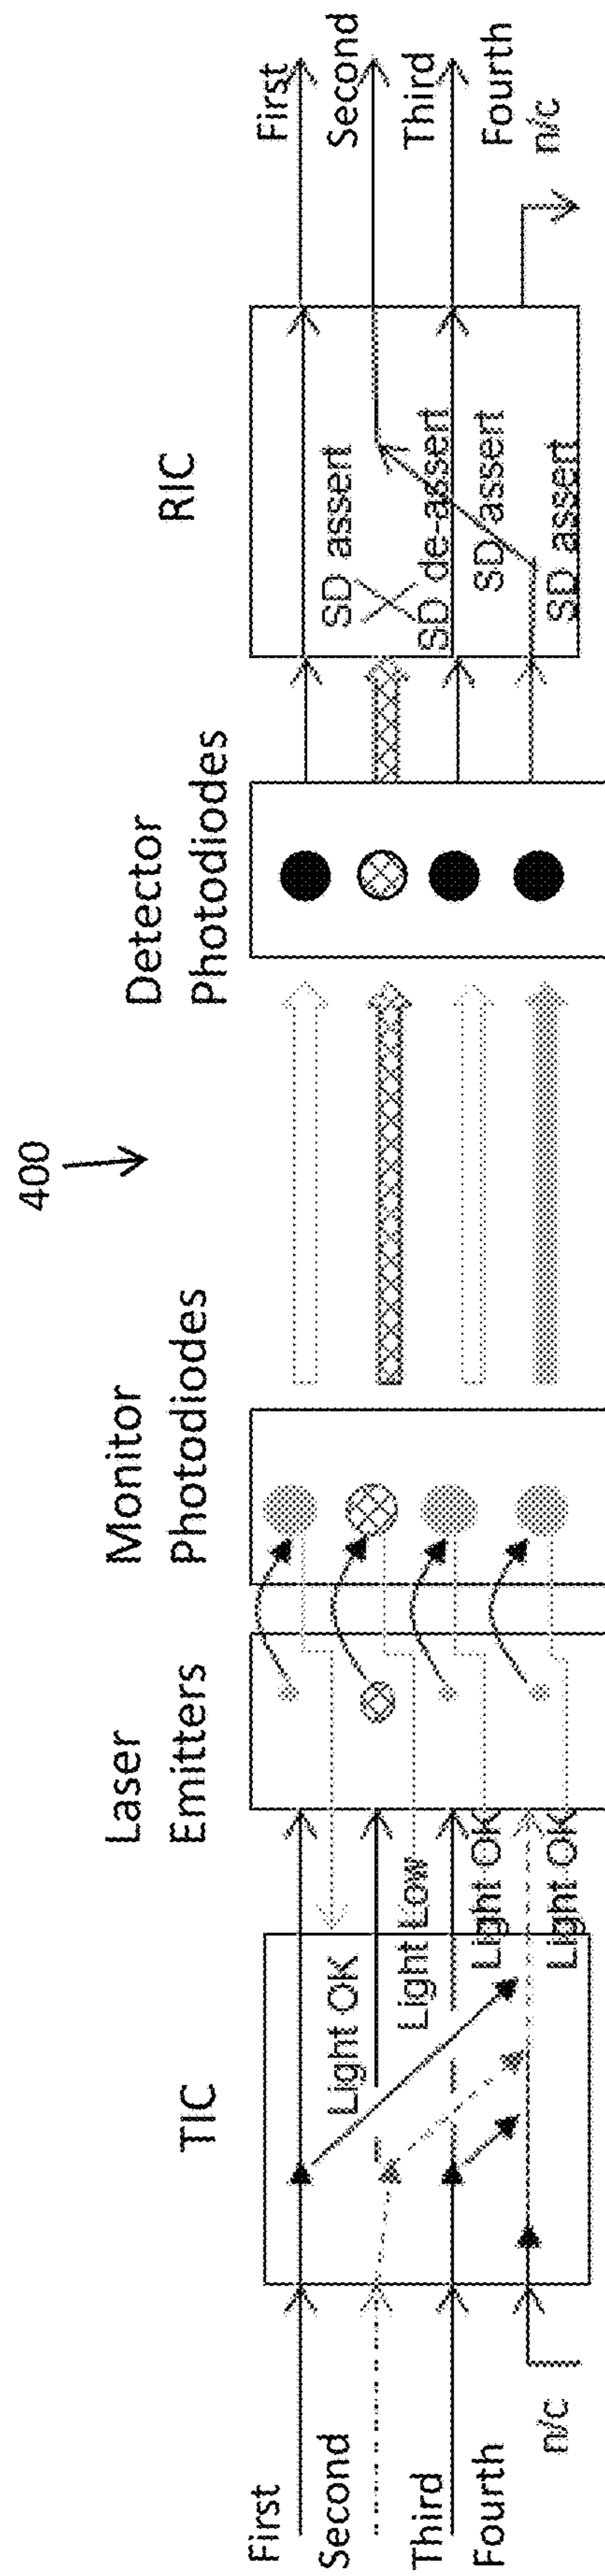 400
TIC
Laser
Emitters
Monitor
Photodiodes
Detector
Photodiodes
RIC
First
Second
Third
Fourth
n/c
Light OK
Light Low
Light OK
Light OK
SD assert
SD de-assert
SD assert
SD assert
First
Second
Third
Fourth
n/c